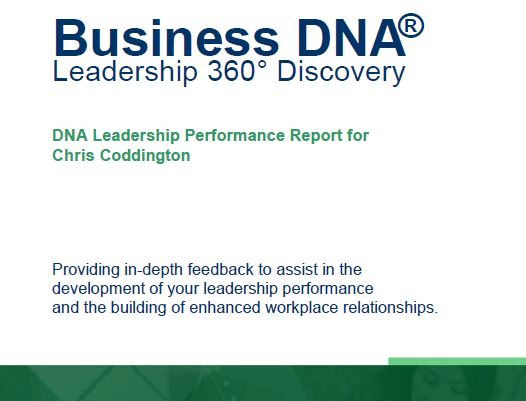 Business DNA®
Leadership 360° Discovery
DNA Leadership Performance Report for
Chris Coddington
Providing in-depth feedback to assist in the
development of your leadership performance
and the building of enhanced workplace relationships.